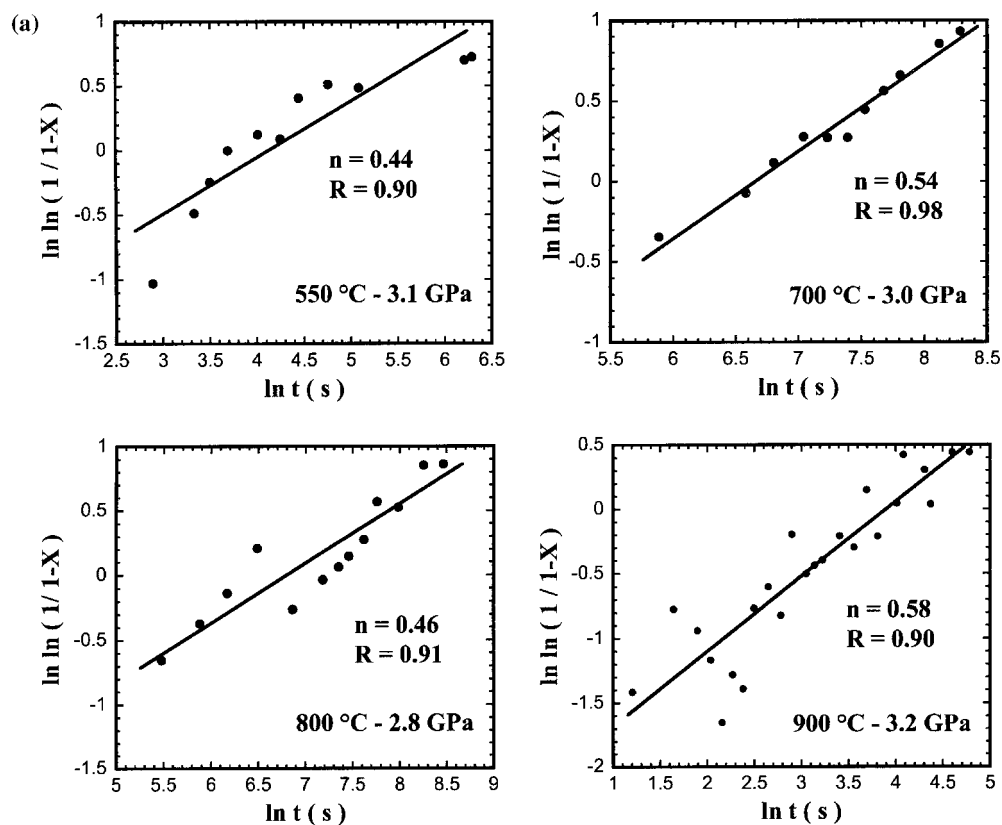 (a)
1
0.5
0
-0.5
-1
-1.5
ln ln ( 1 / 1-X )
n = 0.44
R = 0.90
550 °C - 3.1 GPa
2.5 3 3.5 4 4.5 5 5.5 6 6.5
ln t ( s )
1
0.5
0
-0.5
-1
ln ln ( 1/ 1-X )
n = 0.54
R = 0.98
700 °C - 3.0 GPa
5.5 6 6.5 7 7.5 8 8.5
ln t ( s )
1
0.5
0
-0.5
-1
-1.5
ln ln ( 1/ 1-X )
n = 0.46
R = 0.91
800 °C - 2.8 GPa
5 5.5 6 6.5 7 7.5 8 8.5 9
ln t ( s )
0.5
0
-0.5
-1
-1.5
-2
ln ln ( 1 / 1-X )
n = 0.58
R = 0.90
900 °C - 3.2 GPa
1 1.5 2 2.5 3 3.5 4 4.5 5
ln t ( s )